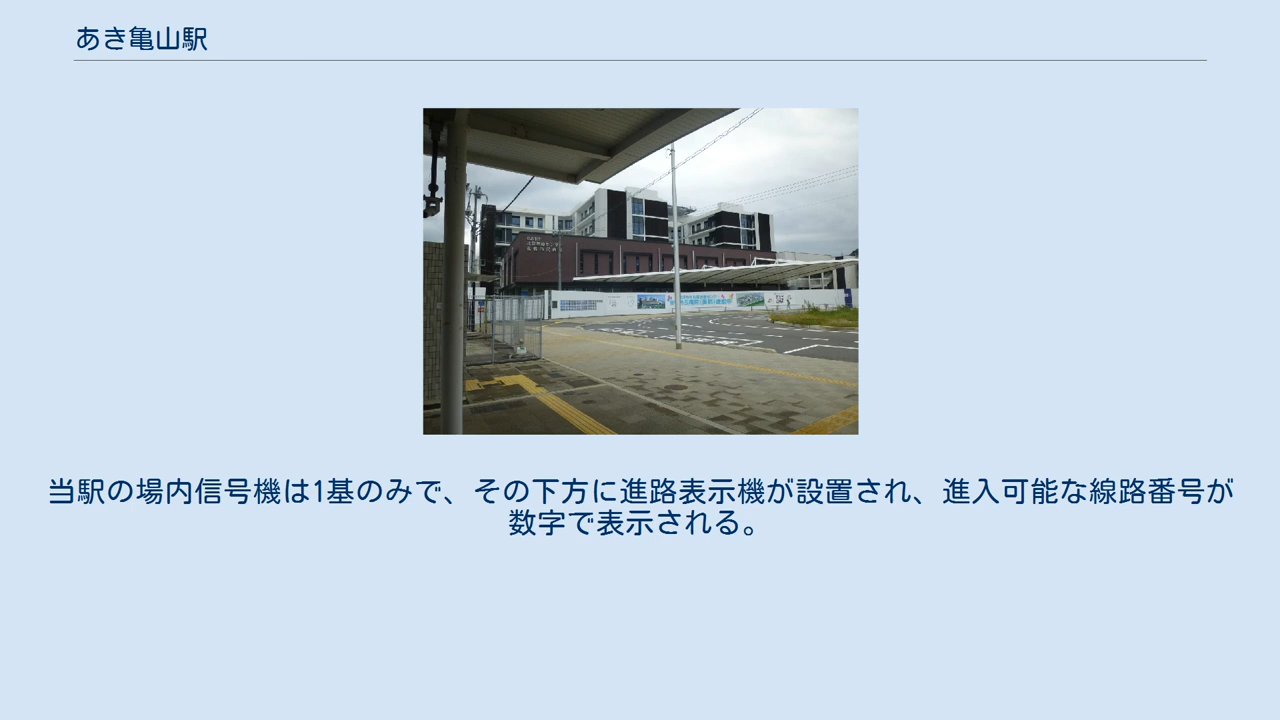 あき亀山駅
当駅の場内信号機は1基のみで、その下方に進路表示機が設置され、進入可能な線路番号が
数字で表示される。